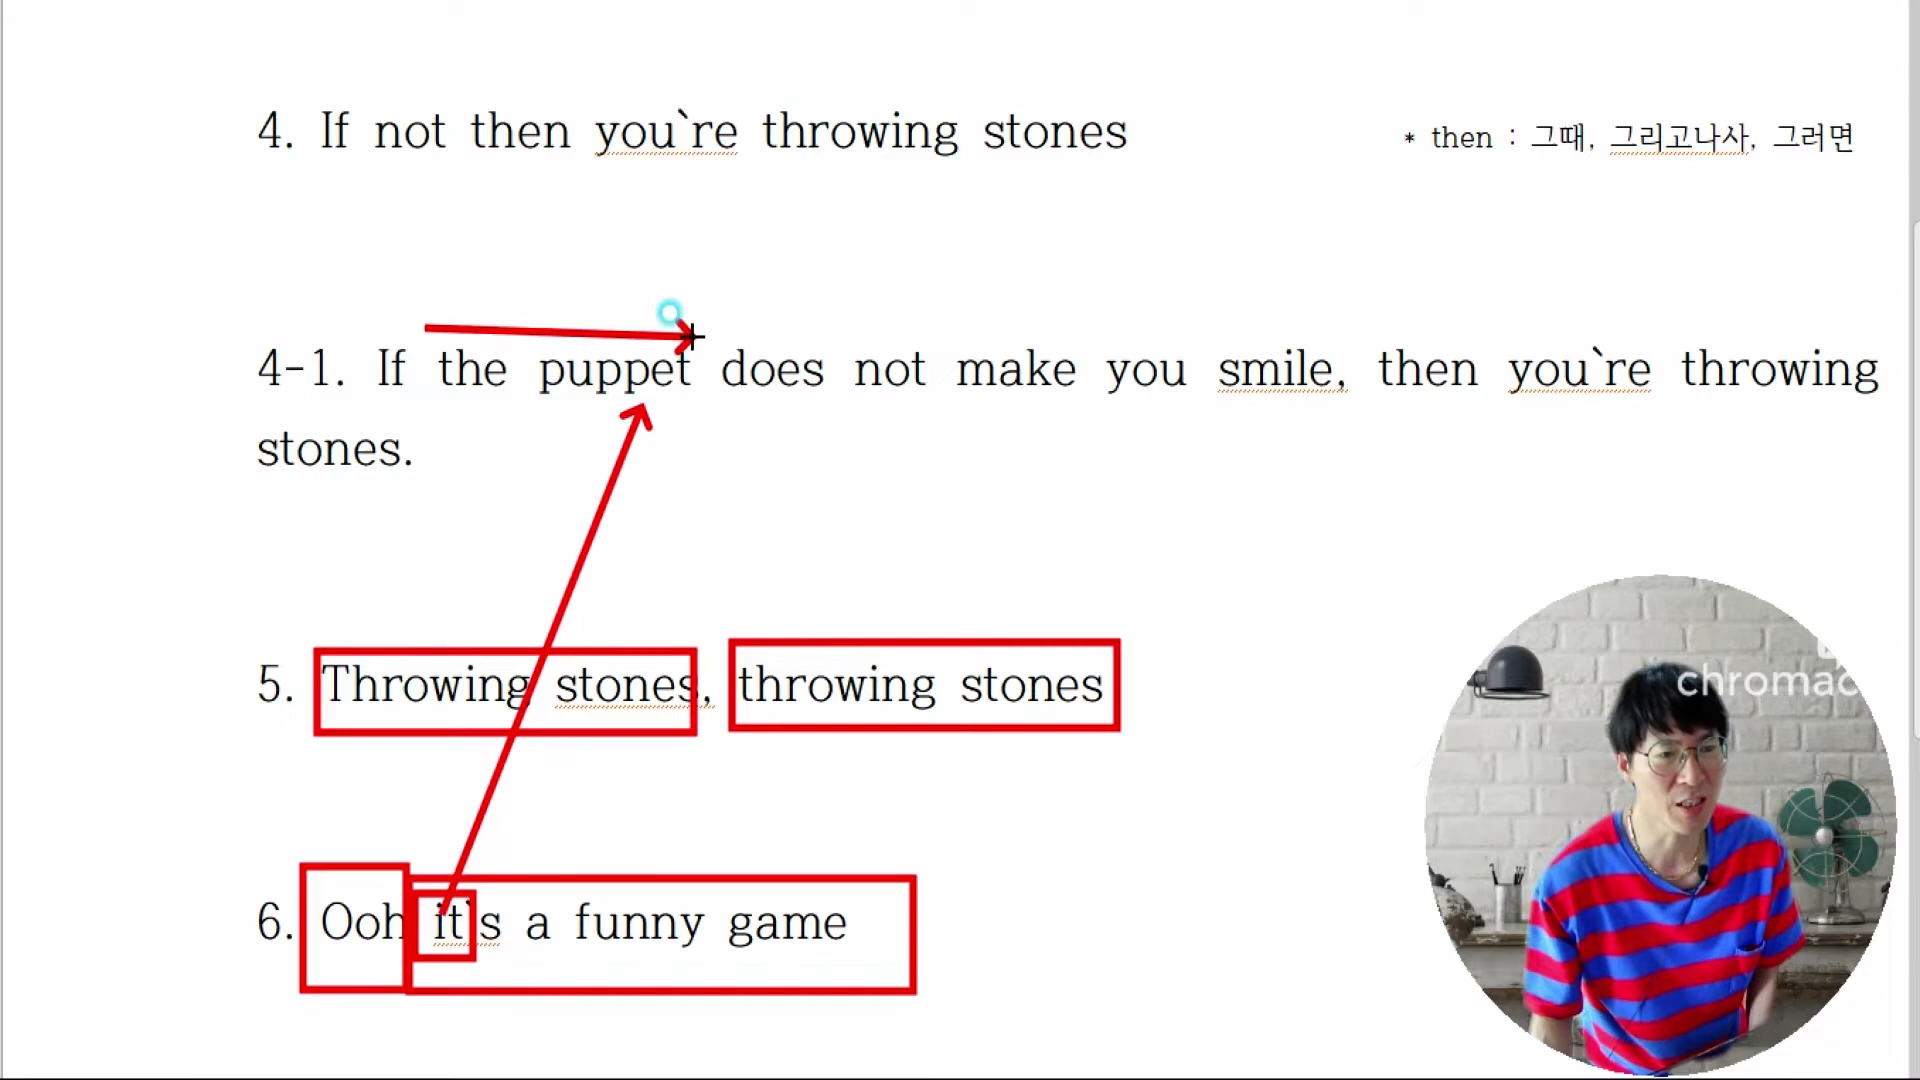 4. If not then you`re throwing stones
* then : 그때, 그리고나사, 그러면
4-1. If the puppet does not make you smile, then you`re throwing
stones.
5. Throwing stones, throwing stones
6. Ooh it`s a funny game
chromac